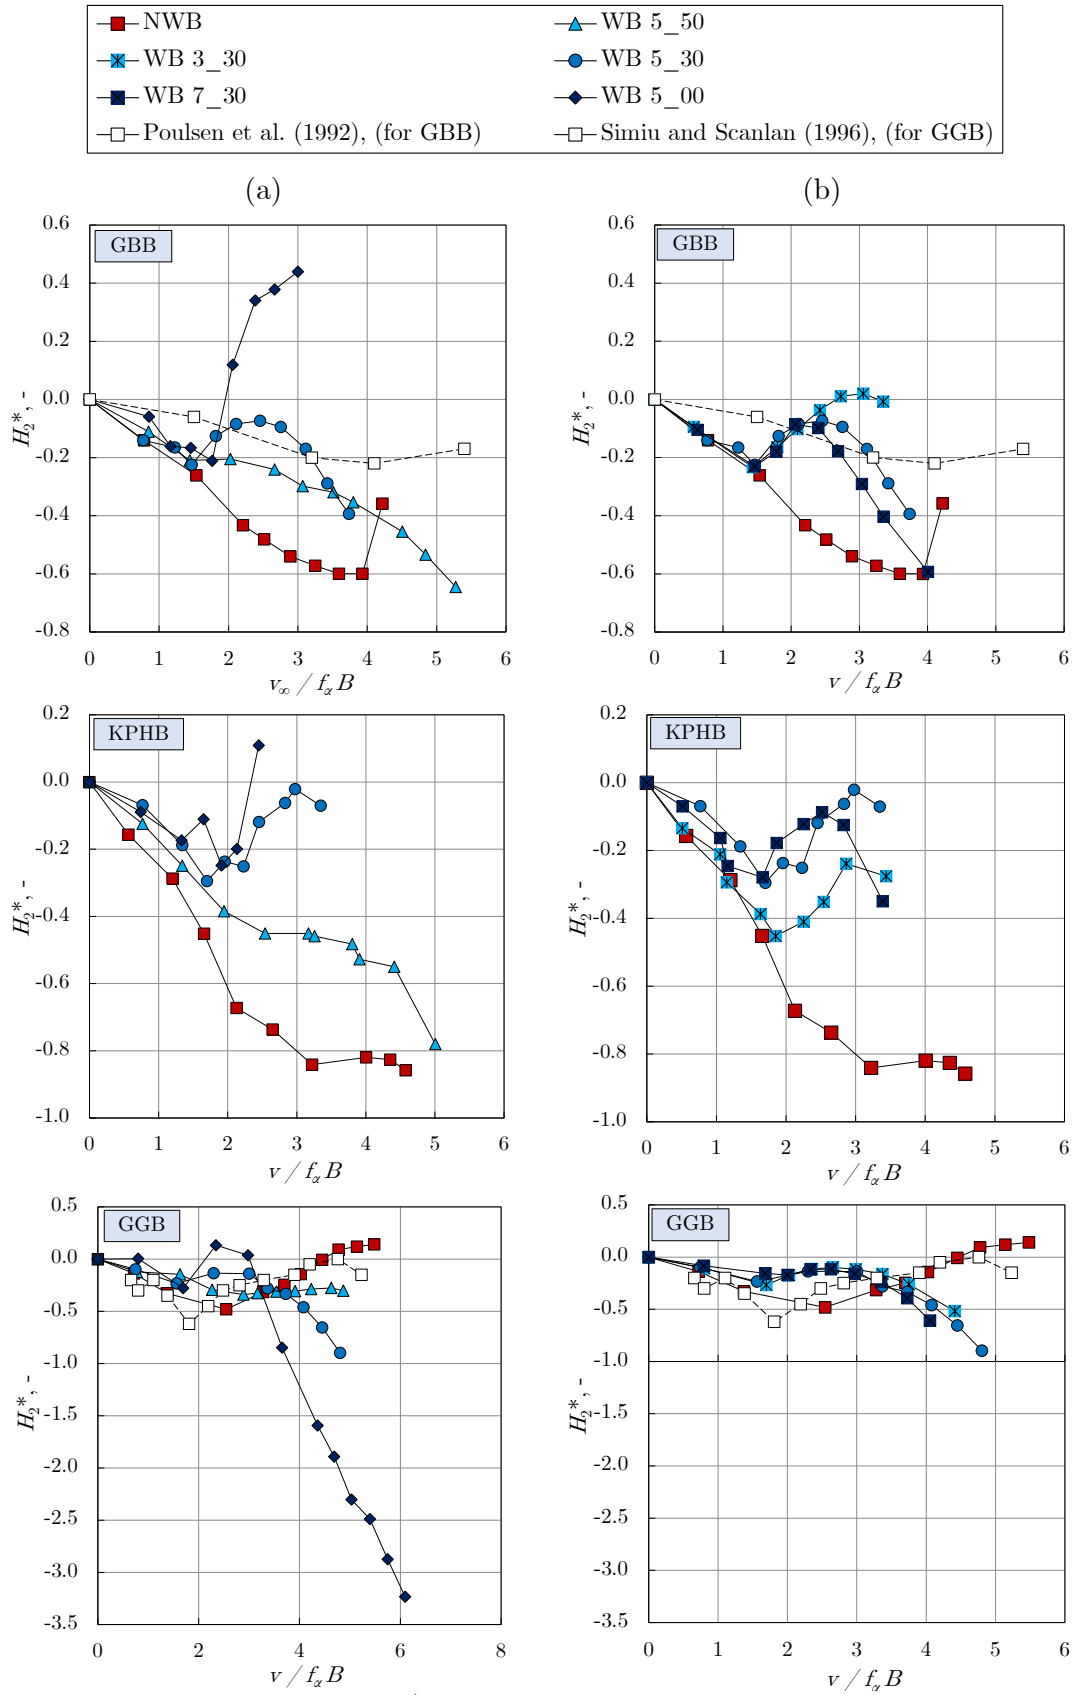 NWB
WB 5_50
WB 3_30
WB 5_30
WB 7_30
WB 5_00
Poulsen et al. (1992), (for GBB)
Simiu and Scanlan (1996), (for GGB)
(a)
(b)
GBB
0.6
0.4
0.2
0.0
-0.2
-0.4
-0.6
-0.8
H₂*, -
0 1 2 3 4 5 6
v∞ / fαB
GBB
0.6
0.4
0.2
0.0
-0.2
-0.4
-0.6
-0.8
H₂*, -
0 1 2 3 4 5 6
v / fαB
KPHB
0.2
0.0
-0.2
-0.4
-0.6
-0.8
-1.0
H₂*, -
0 1 2 3 4 5 6
v / fαB
KPHB
0.2
0.0
-0.2
-0.4
-0.6
-0.8
-1.0
H₂*, -
0 1 2 3 4 5 6
v / fαB
GGB
0.5
0.0
-0.5
-1.0
-1.5
-2.0
-2.5
-3.0
-3.5
H₂*, -
0 2 4 6 8
v / fαB
GGB
0.5
0.0
-0.5
-1.0
-1.5
-2.0
-2.5
-3.0
-3.5
H₂*, -
0 1 2 3 4 5 6
v / fαB